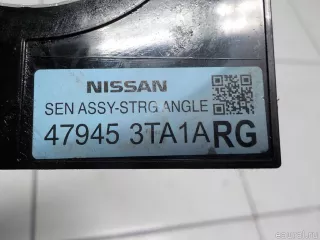 NISSAN
SEN ASSY-STRG ANGLE
47945 3TA1ARG